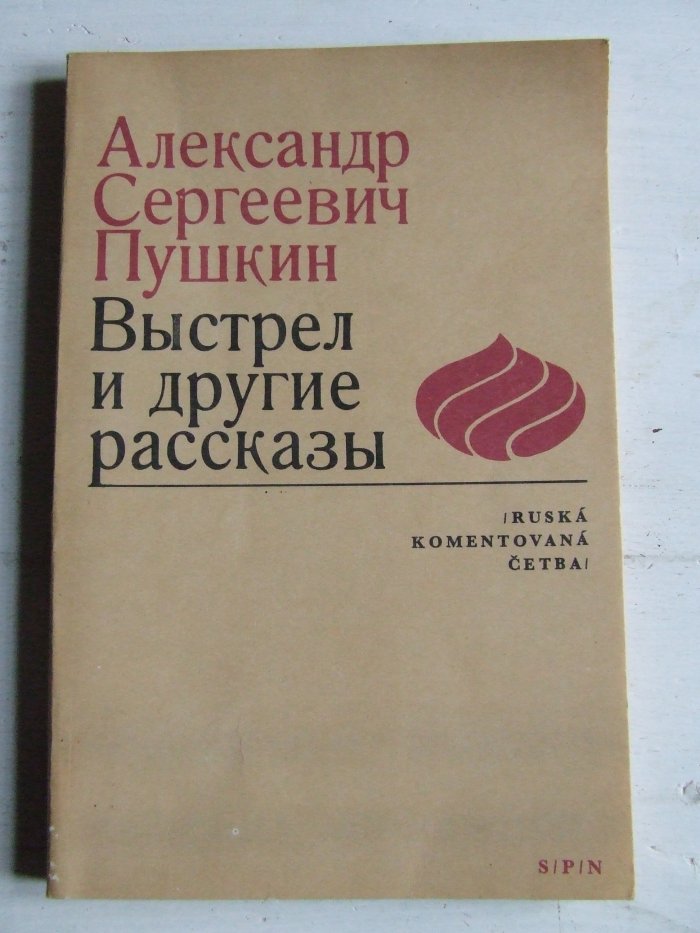 Александр
Сергеевич
Пушкин
Выстрел
и другие
рассказы
/RUSKÁ
KOMENTOVANÁ
ČETBA/
S/P/N